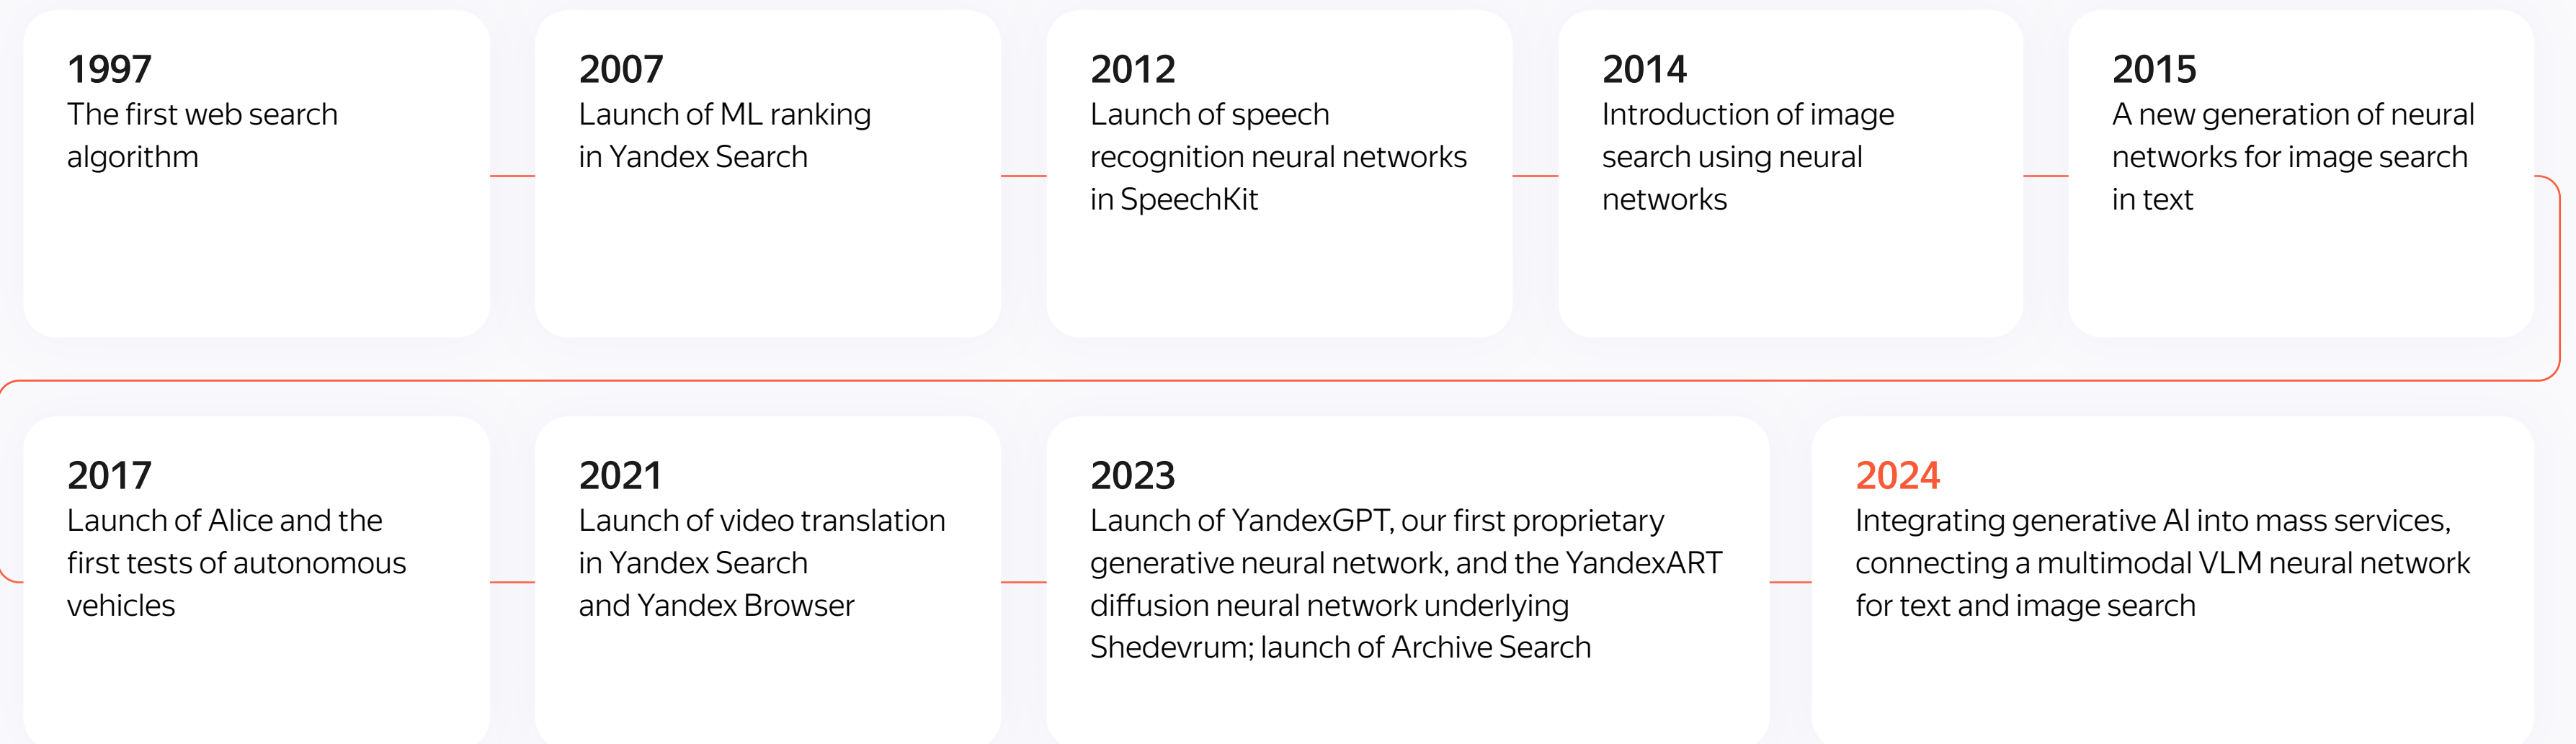 1997
The first web search
algorithm
2007
Launch of ML ranking
in Yandex Search
2012
Launch of speech
recognition neural networks
in SpeechKit
2014
Introduction of image
search using neural
networks
2015
A new generation of neural
networks for image search
in text
2017
Launch of Alice and the
first tests of autonomous
vehicles
2021
Launch of video translation
in Yandex Search
and Yandex Browser
2023
Launch of YandexGPT, our first proprietary
generative neural network, and the YandexART
diffusion neural network underlying
Shedevrum; launch of Archive Search
2024
Integrating generative AI into mass services,
connecting a multimodal VLM neural network
for text and image search